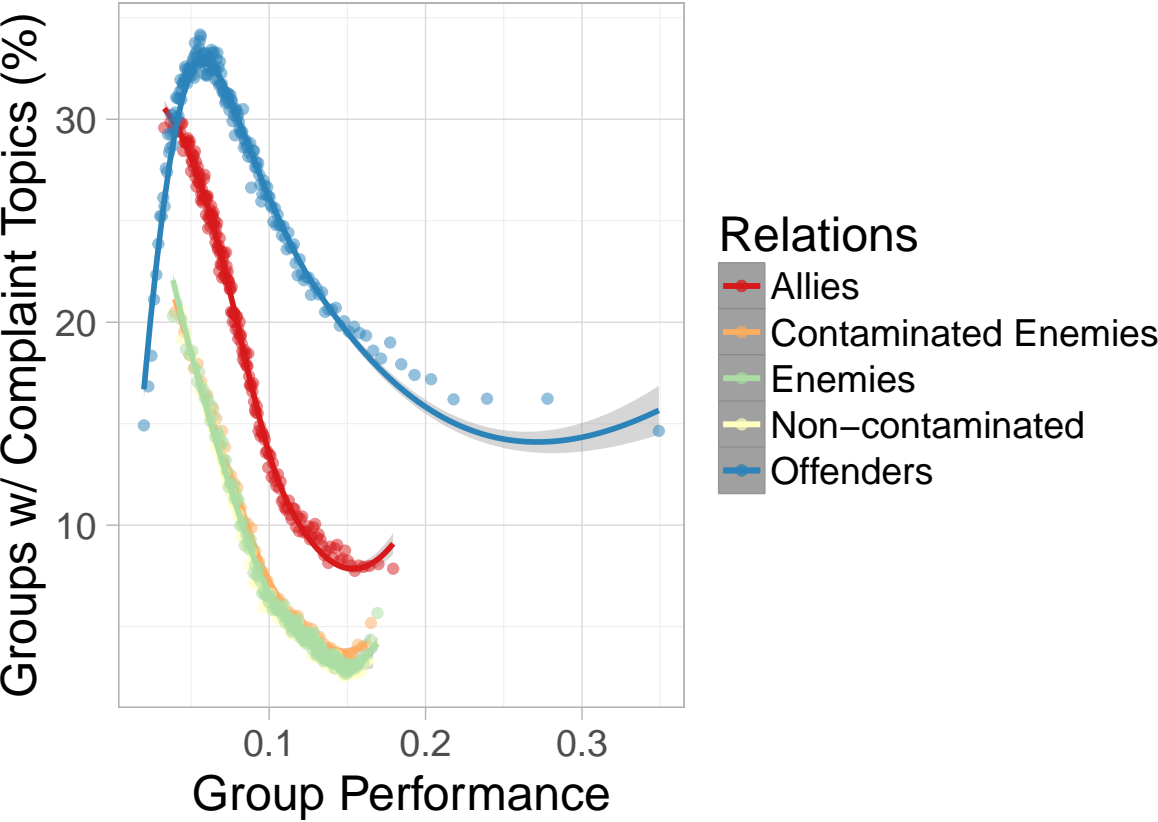 Groups w/ Complaint Topics (%)
30
20
10
0.1 0.2 0.3
Group Performance
Relations
Allies
Contaminated Enemies
Enemies
Non−contaminated
Offenders